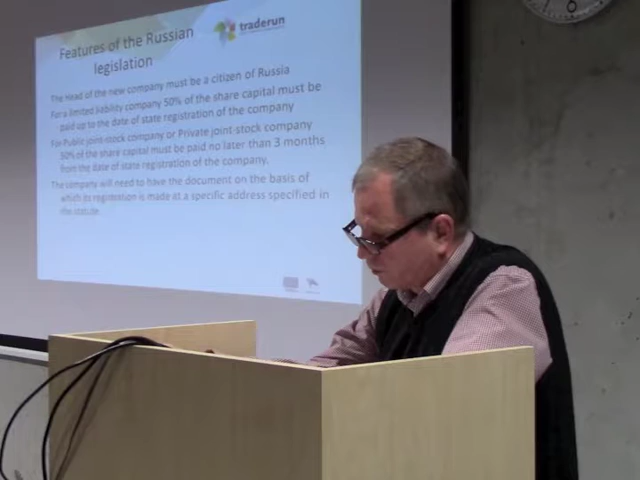 traderun
Features of the Russian
legislation
The Head of the new company must be a citizen of Russia
For a limited liability company 50% of the share capital must be
paid up to the date of state registration of the company
For Public joint-stock company or Private joint-stock company
50% of the share capital must be paid no later than 3 months
from the date of state registration of the company.
The company will need to have the document on the basis of
which its registration is made at a specific address specified in
the statute.